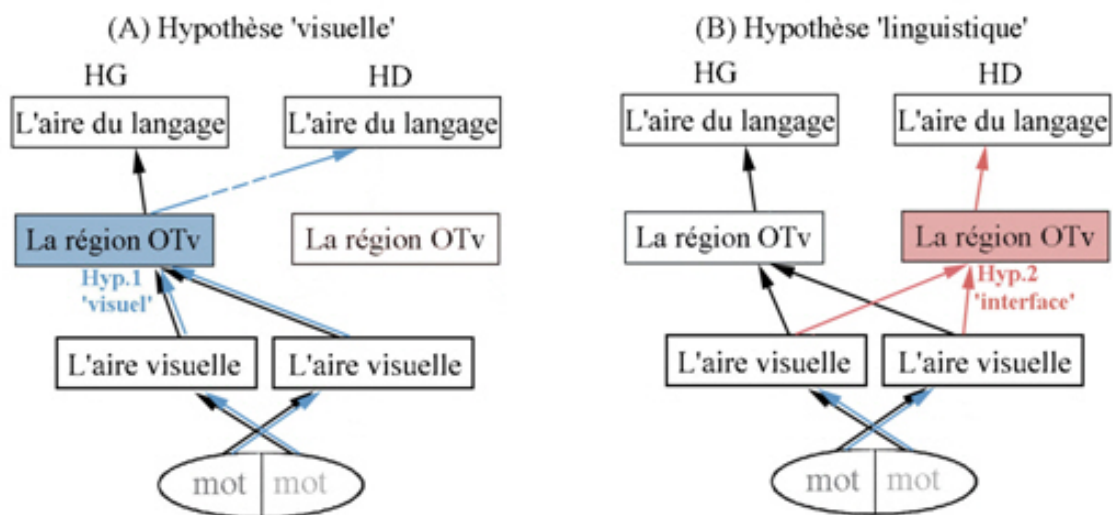 (A) Hypothèse 'visuelle'
HG
HD
L'aire du langage
L'aire du langage
La région OTv
La région OTv
Hyp.1
'visuel'
L'aire visuelle
L'aire visuelle
mot
mot
(B) Hypothèse 'linguistique'
HG
HD
L'aire du langage
L'aire du langage
La région OTv
La région OTv
Hyp.2
'interface'
L'aire visuelle
L'aire visuelle
mot
mot